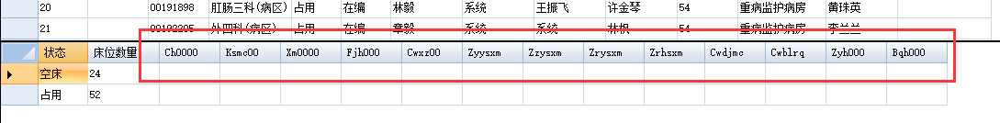 20 00191898 肛肠三科(病区) 占用 在编 林毅 系统 王振飞 许金琴 54 重病监护病房 黄珠英
21 00192205 外四科(病区) 占用 在编 章毅 系统 系统 林枫 54 重病监护病房 李兰兰
状态 床位数量 Ch0000 Ksmc00 Xm0000 Fjh000 Cwxz00 Zyysxm Zzysxm Zrysxm Zrhsxm Cwdjmc Cwblrq Zyh000 Bqh000
空床 24
占用 52